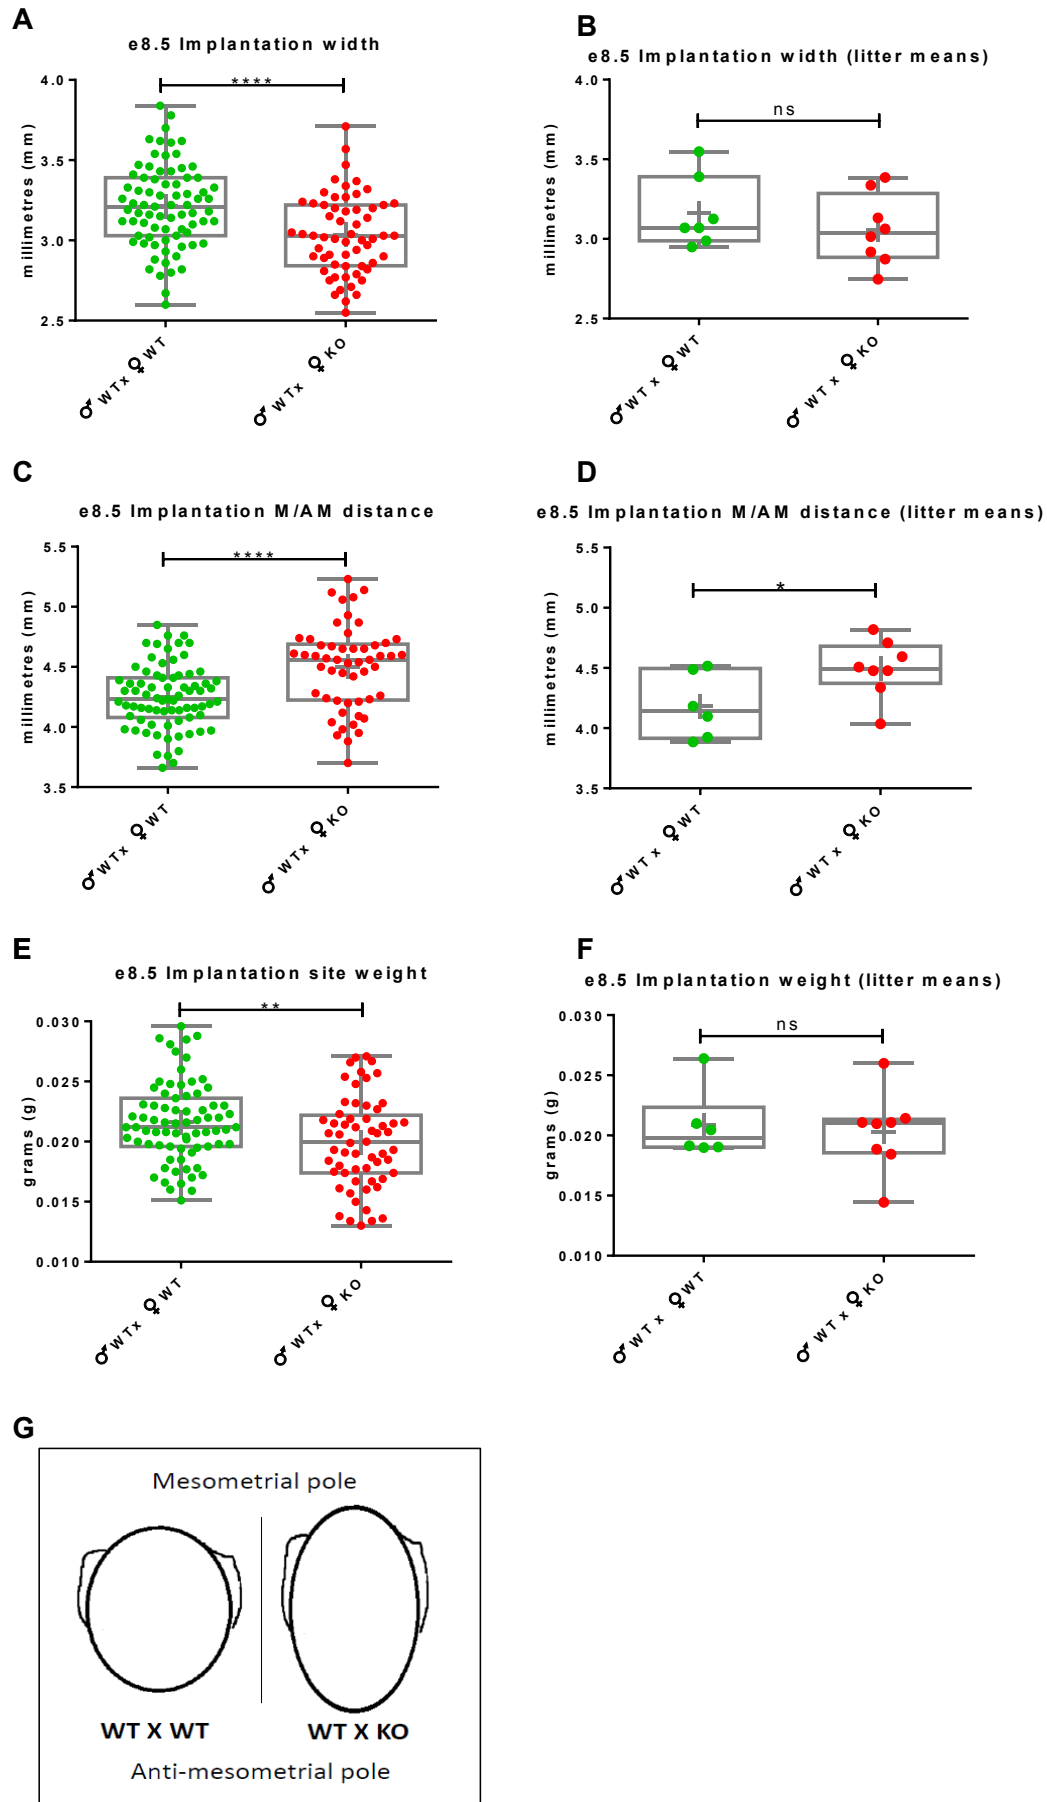 A
e8.5 Implantation width
****
millimetres (mm)
4.0
3.5
3.0
2.5
♂ WT x ♀ WT
♂ WT x ♀ KO
B
e8.5 Implantation width (litter means)
ns
millimetres (mm)
4.0
3.5
3.0
2.5
♂ WT x ♀ WT
♂ WT x ♀ KO
C
e8.5 Implantation M/AM distance
****
millimetres (mm)
5.5
5.0
4.5
4.0
3.5
♂ WT x ♀ WT
♂ WT x ♀ KO
D
e8.5 Implantation M/AM distance (litter means)
*
millimetres (mm)
5.5
5.0
4.5
4.0
3.5
♂ WT x ♀ WT
♂ WT x ♀ KO
E
e8.5 Implantation site weight
**
grams (g)
0.030
0.025
0.020
0.015
0.010
♂ WT x ♀ WT
♂ WT x ♀ KO
F
e8.5 Implantation weight (litter means)
ns
grams (g)
0.030
0.025
0.020
0.015
0.010
♂ WT x ♀ WT
♂ WT x ♀ KO
G
Mesometrial pole
WT X WT
WT X KO
Anti-mesometrial pole